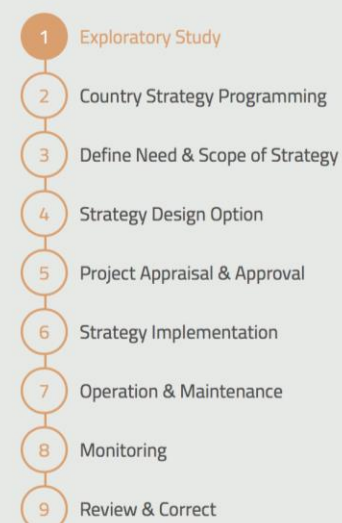 1 Exploratory Study
2 Country Strategy Programming
3 Define Need & Scope of Strategy
4 Strategy Design Option
5 Project Appraisal & Approval
6 Strategy Implementation
7 Operation & Maintenance
8 Monitoring
9 Review & Correct